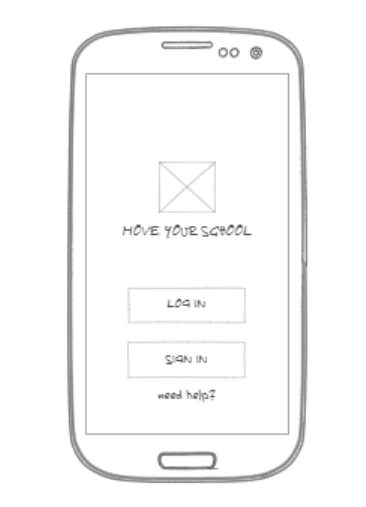 MOVE YOUR SCHOOL
LOG IN
SIGN IN
need help?